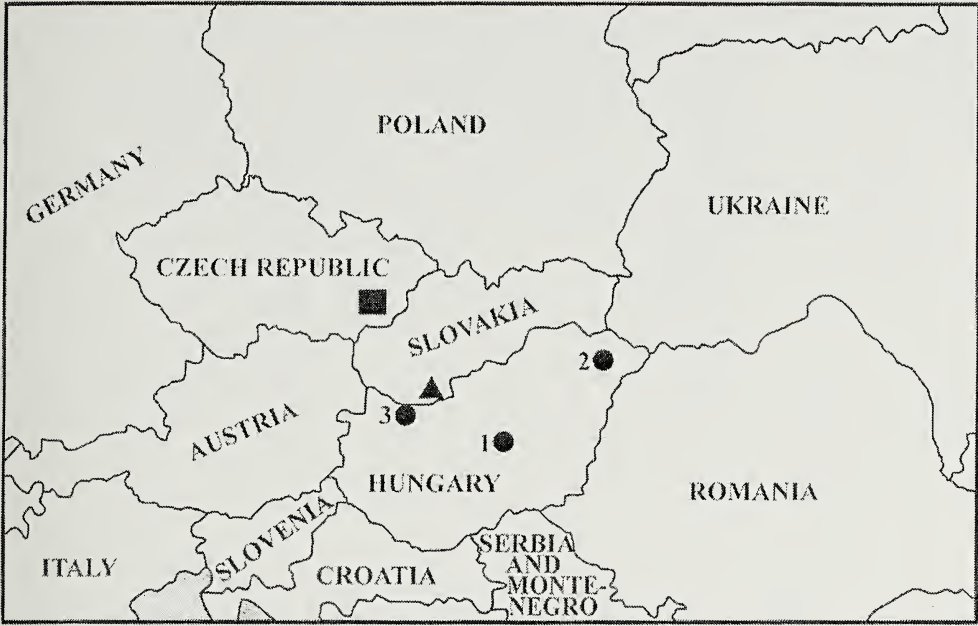 POLAND
GERMANY
UKRAINE
CZECH REPUBLIC
SLOVAKIA
2
3
AUSTRIA
1
HUNGARY
ROMANIA
SLOVENIA
ITALY
CROATIA
SERBIA
AND
MONTE-
NEGRO